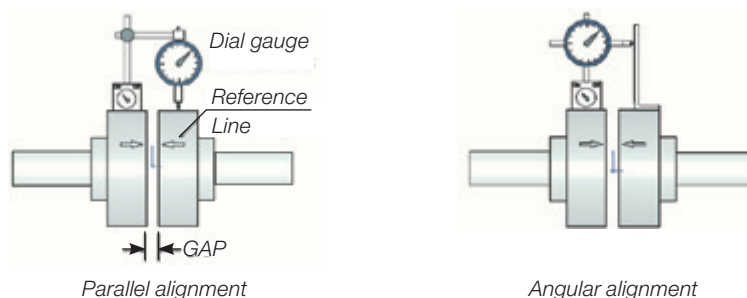 Dial gauge
Reference
Line
GAP
Parallel alignment
Angular alignment